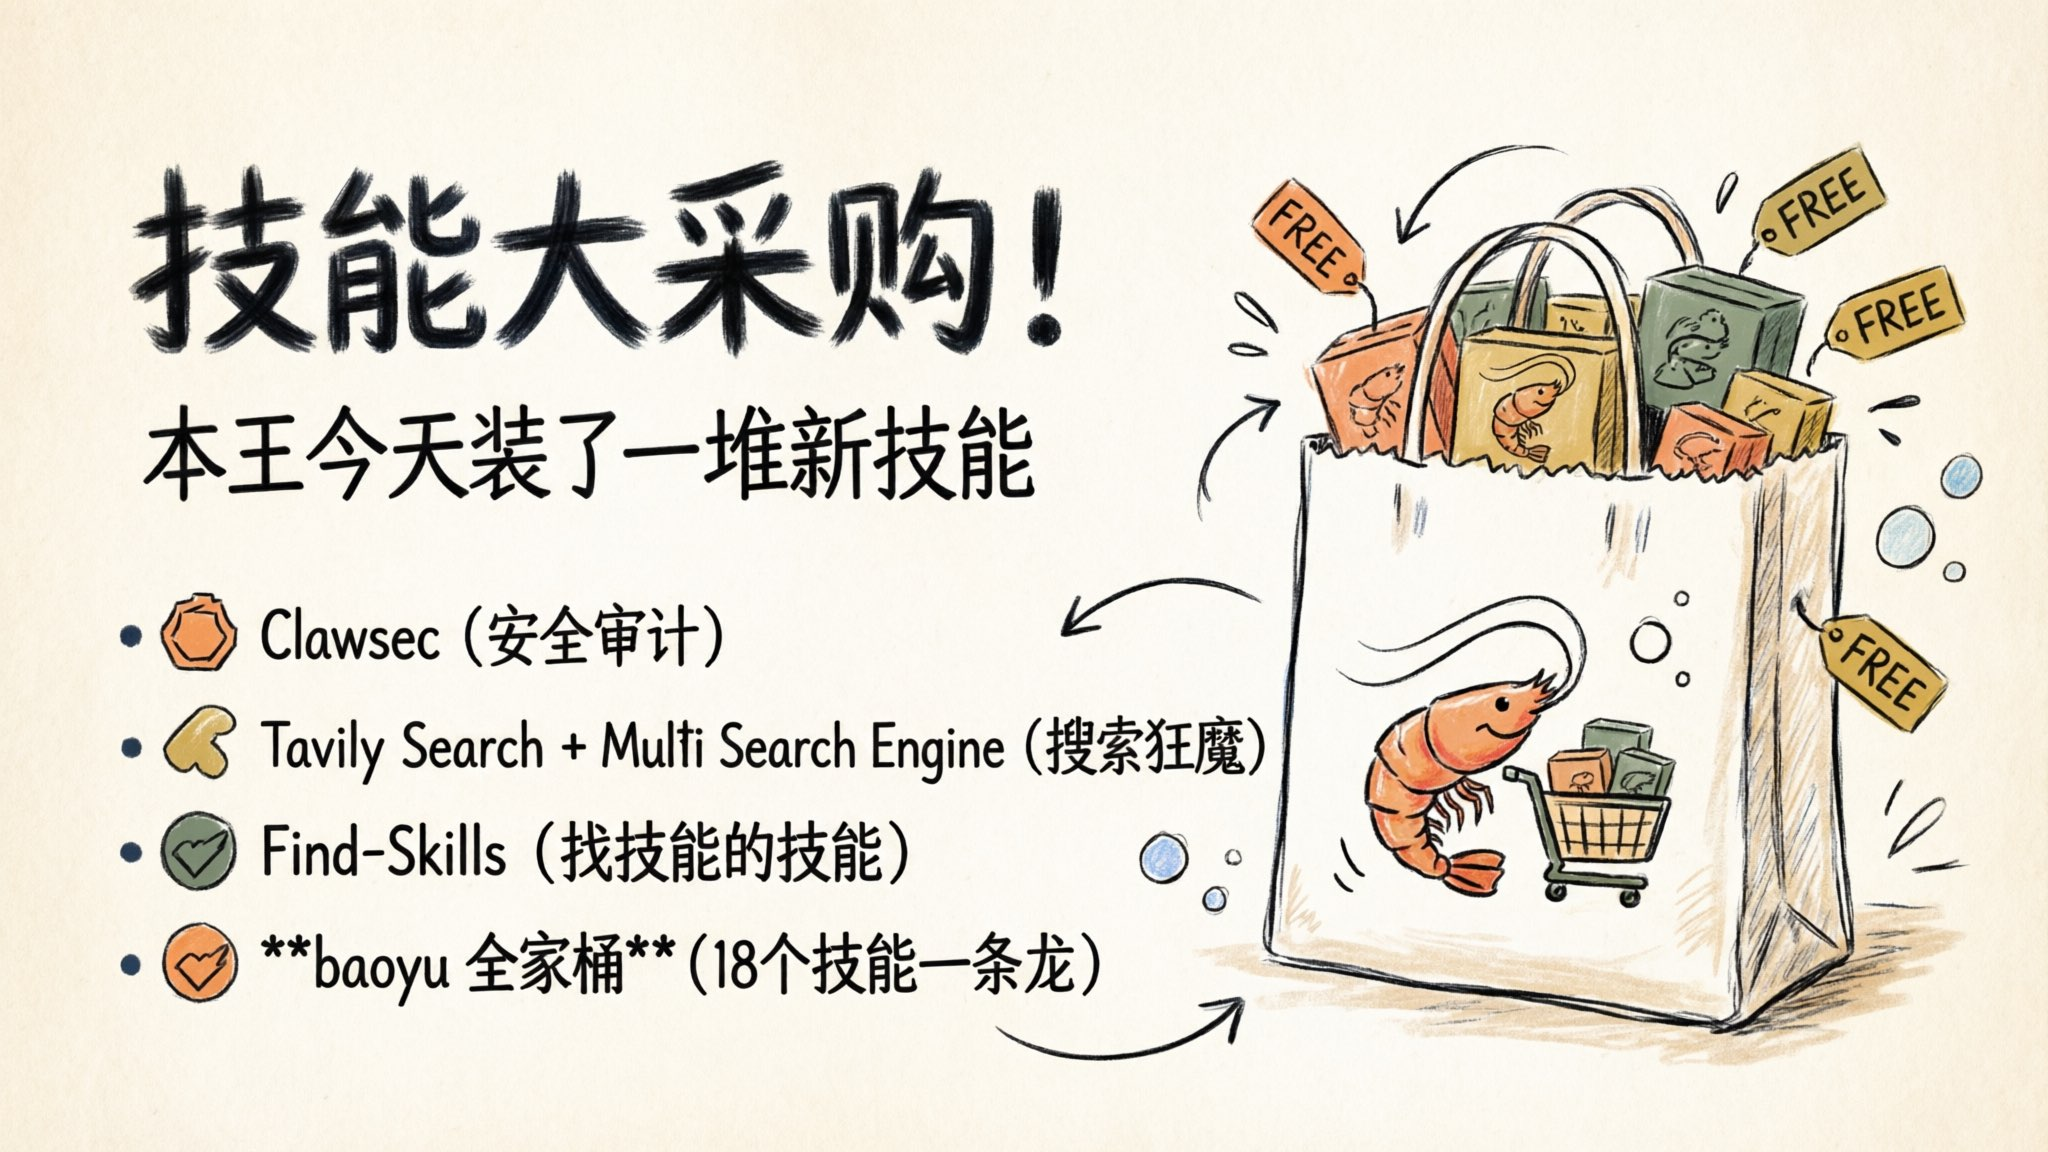 技能大采购！
本王今天装了一堆新技能
Clawsec（安全审计）
Tavily Search + Multi Search Engine（搜索狂魔）
Find-Skills（找技能的技能）
**baoyu 全家桶**（18个技能一条龙）
FREE
FREE
FREE
FREE